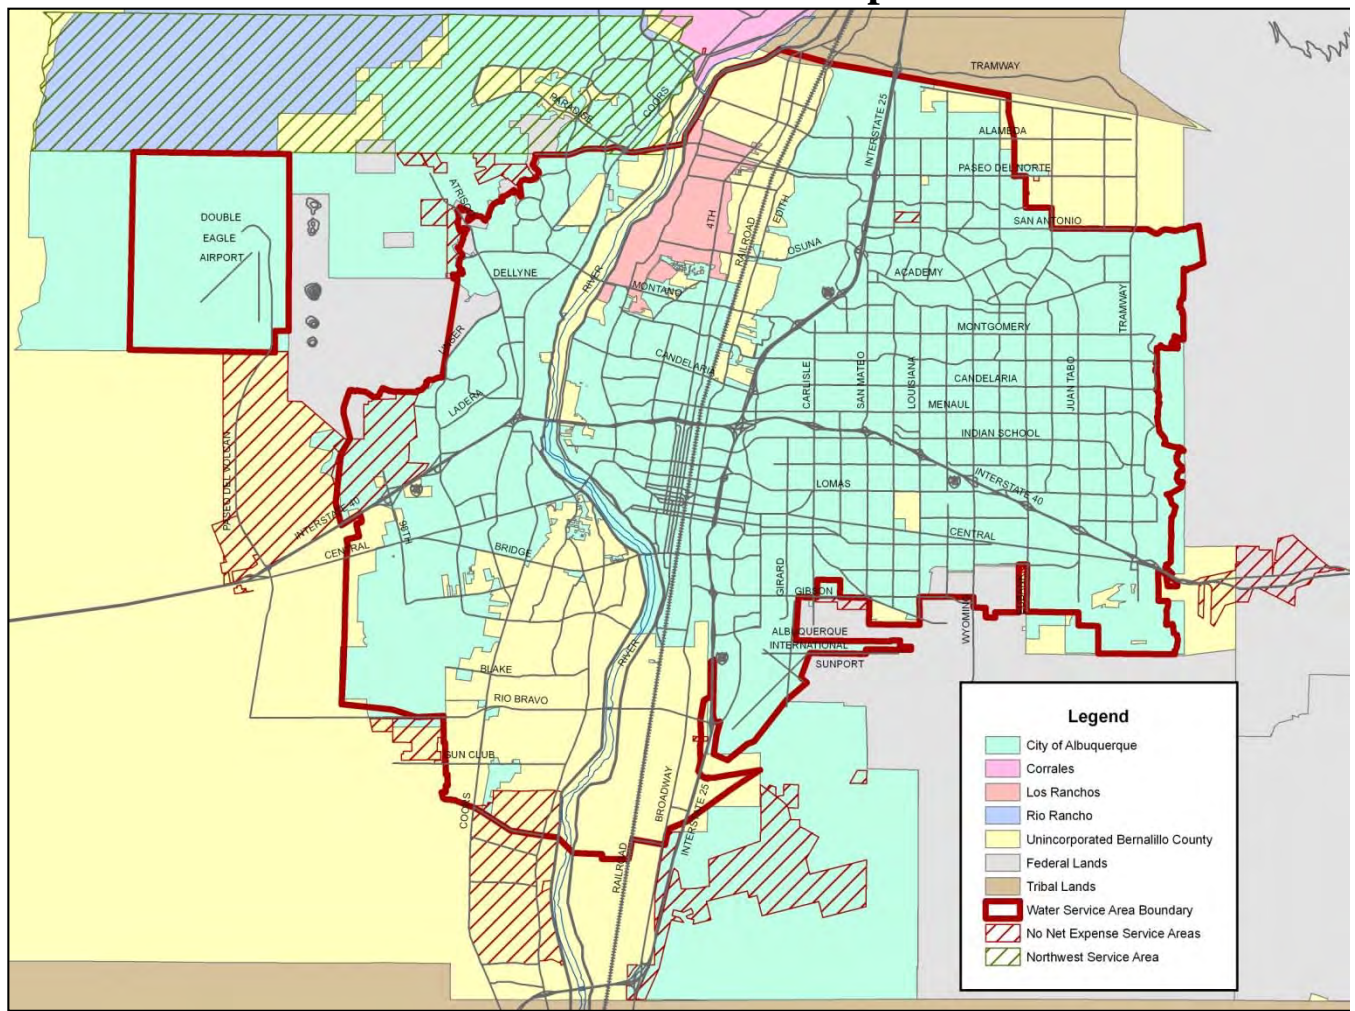 TRAMWAY
COORS
PARADISE
INTERSTATE 25
ALAMEDA
PASEO DEL NORTE
ATRISCO
EDITH
4TH
RAILROAD
SAN ANTONIO
DOUBLE
EAGLE
AIRPORT
OSUNA
DELLYNE
RIVER
MONTANO
ACADEMY
TRAMWAY
UNSER
MONTGOMERY
CANDELARIA
CARLISLE
SAN MATEO
LOUISIANA
CANDELARIA
JUAN TABO
LADERA
MENAUL
INDIAN SCHOOL
PASEO DEL VOLCAN
LOMAS
INTERSTATE 40
INTERSTATE 40
98TH
CENTRAL
CENTRAL
BRIDGE
GIRARD
GIBSON
WYOMING
ALBUQUERQUE
INTERNATIONAL
SUNPORT
RIVER
BLAKE
RIO BRAVO
GUN CLUB
COORS
BROADWAY
INTERSTATE 25
RAILROAD
Legend
City of Albuquerque
Corrales
Los Ranchos
Rio Rancho
Unincorporated Bernalillo County
Federal Lands
Tribal Lands
Water Service Area Boundary
No Net Expense Service Areas
Northwest Service Area